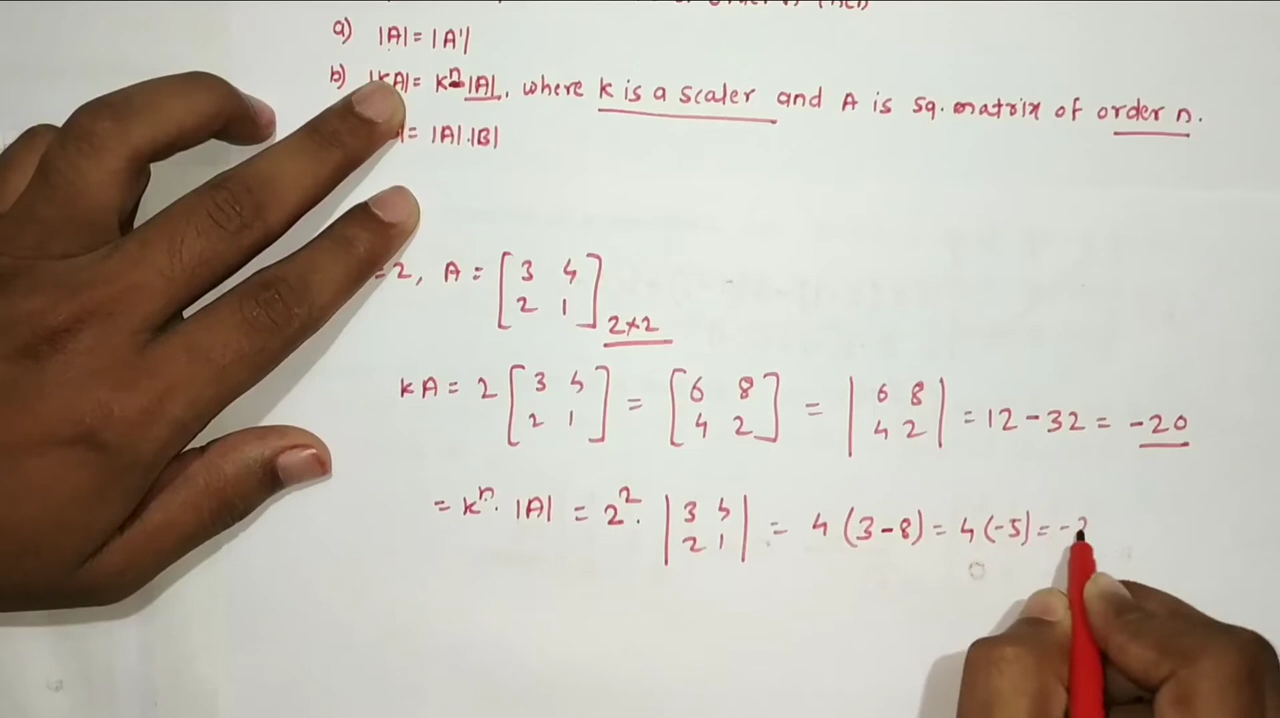 a) |A| = |A'|
b) |KA| = Kⁿ|A|, where k is a scaler and A is sq. matrix of order n.
= |A|.|B|
=2, A = [3 4
2 1] 2×2
KA = 2 [3 4
2 1] = [6 8
4 2] = |6 8
4 2| = 12 - 32 = -20
= Kⁿ. |A| = 2². |3 4
2 1| = 4 (3-8) = 4 (-5) = -2